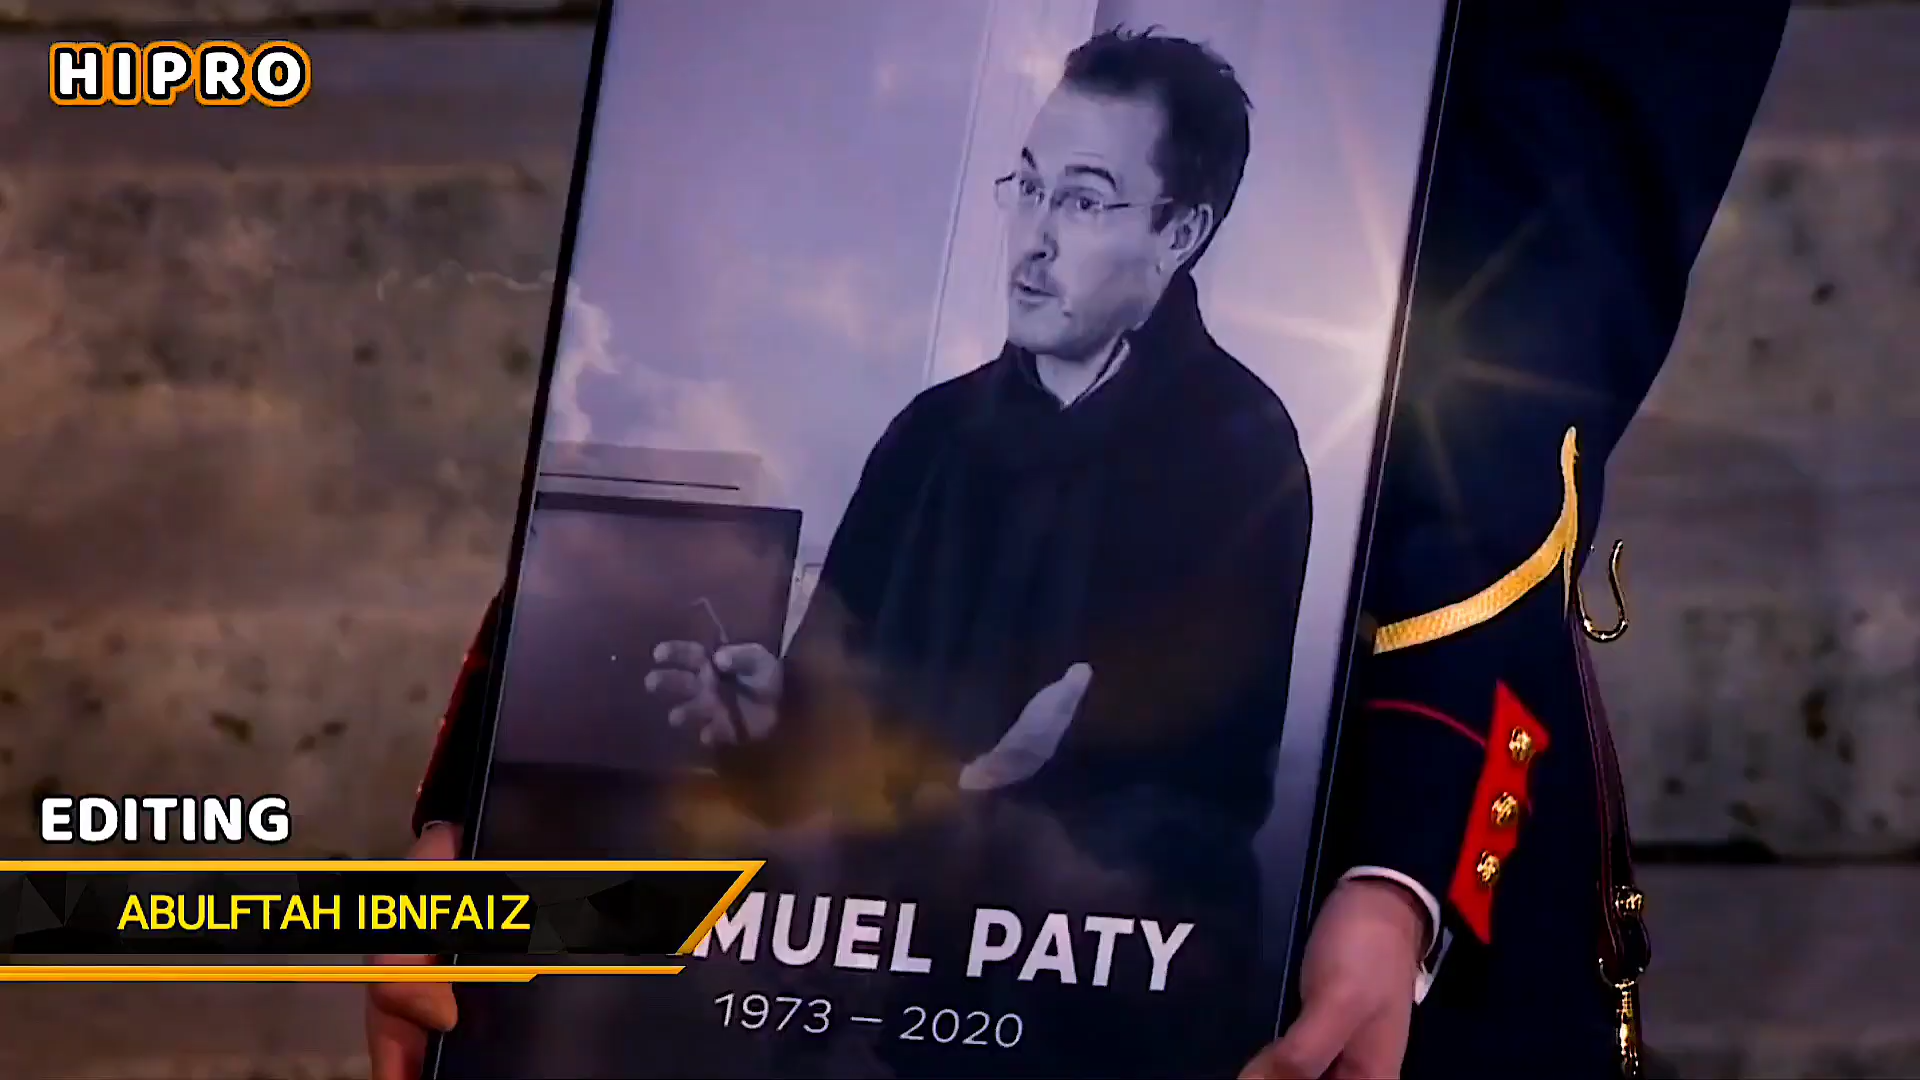 HIPRO
EDITING
ABULFTAH IBNFAIZ
MUEL PATY
1973 – 2020